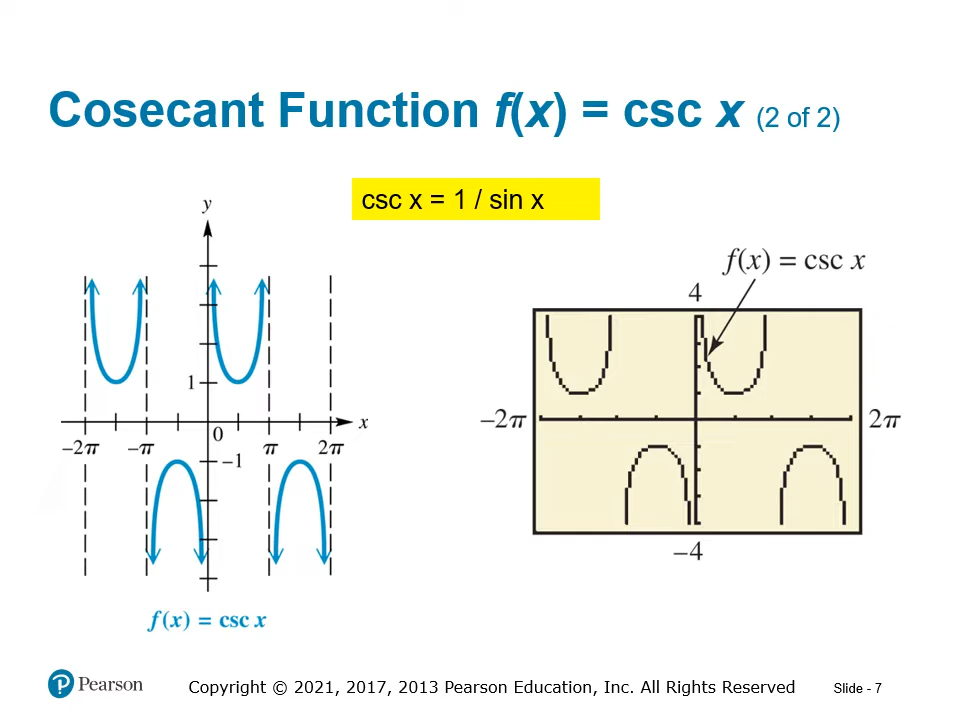 Cosecant Function f(x) = csc x (2 of 2)
csc x = 1 / sin x
y
1
x
0
−2π −π π 2π
−1
f(x) = csc x
f(x) = csc x
4
−2π
2π
−4
Pearson
Copyright © 2021, 2017, 2013 Pearson Education, Inc. All Rights Reserved
Slide - 7